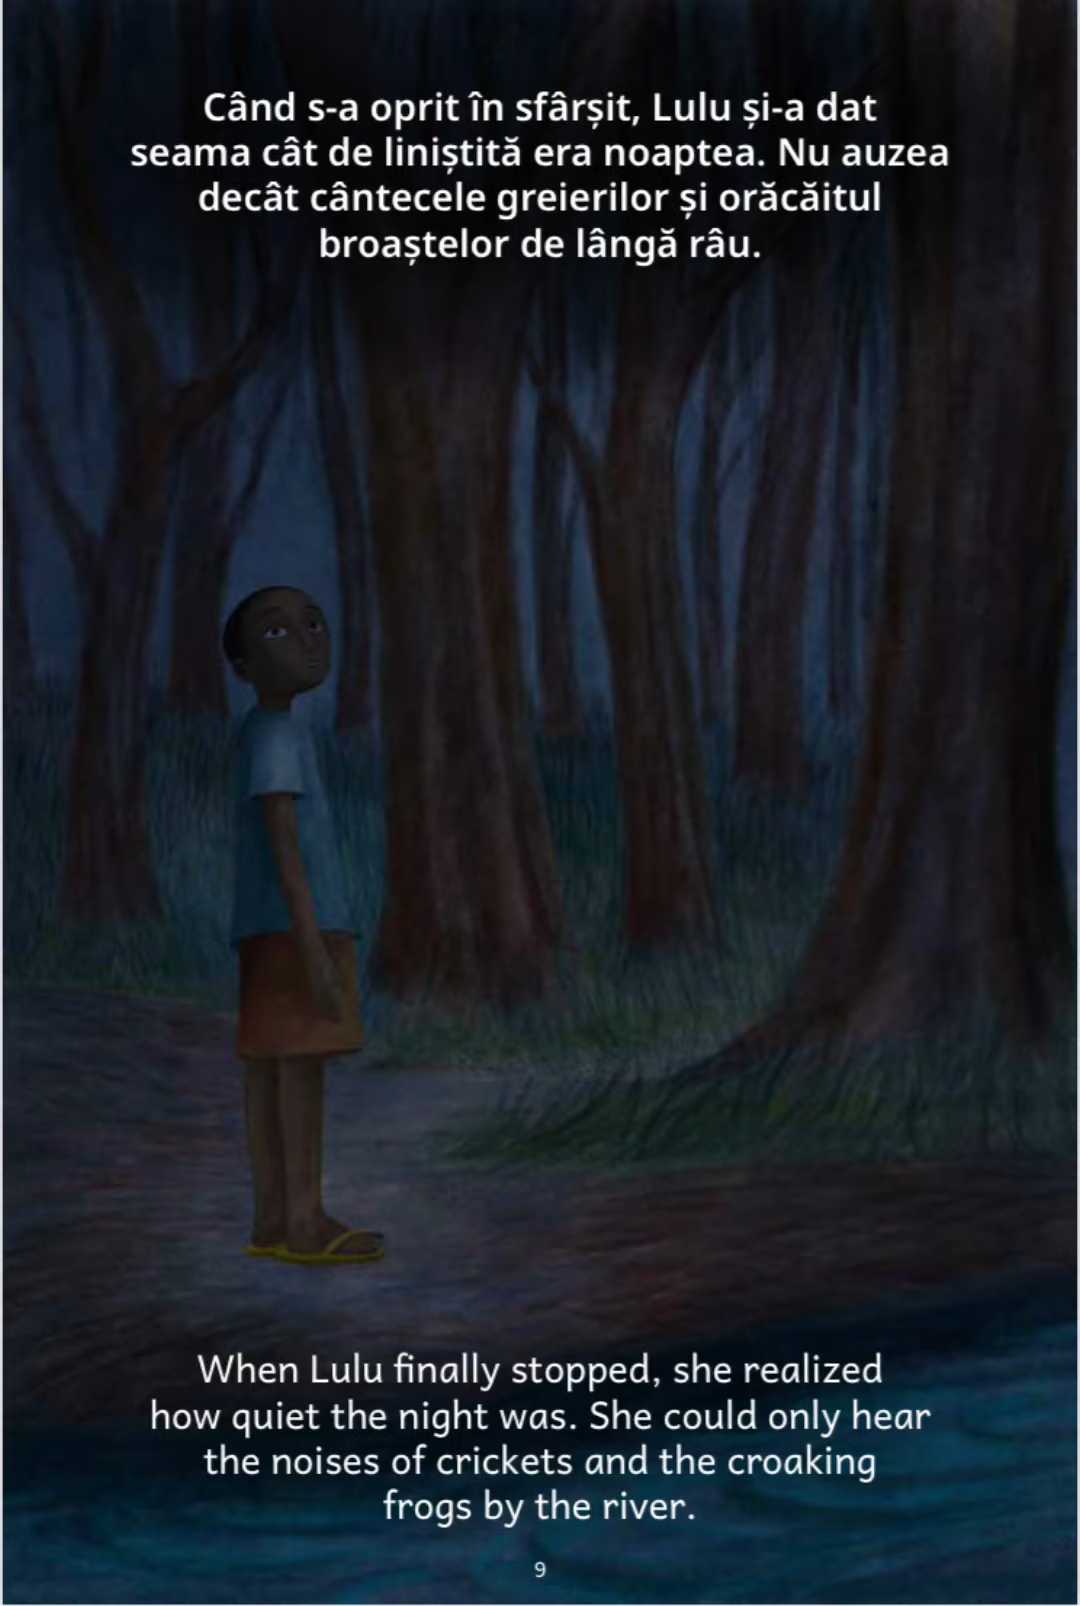 Când s-a oprit în sfârșit, Lulu și-a dat
seama cât de liniștită era noaptea. Nu auzea
decât cântecele greierilor și orăcăitul
broaștelor de lângă râu.
When Lulu finally stopped, she realized
how quiet the night was. She could only hear
the noises of crickets and the croaking
frogs by the river.
9